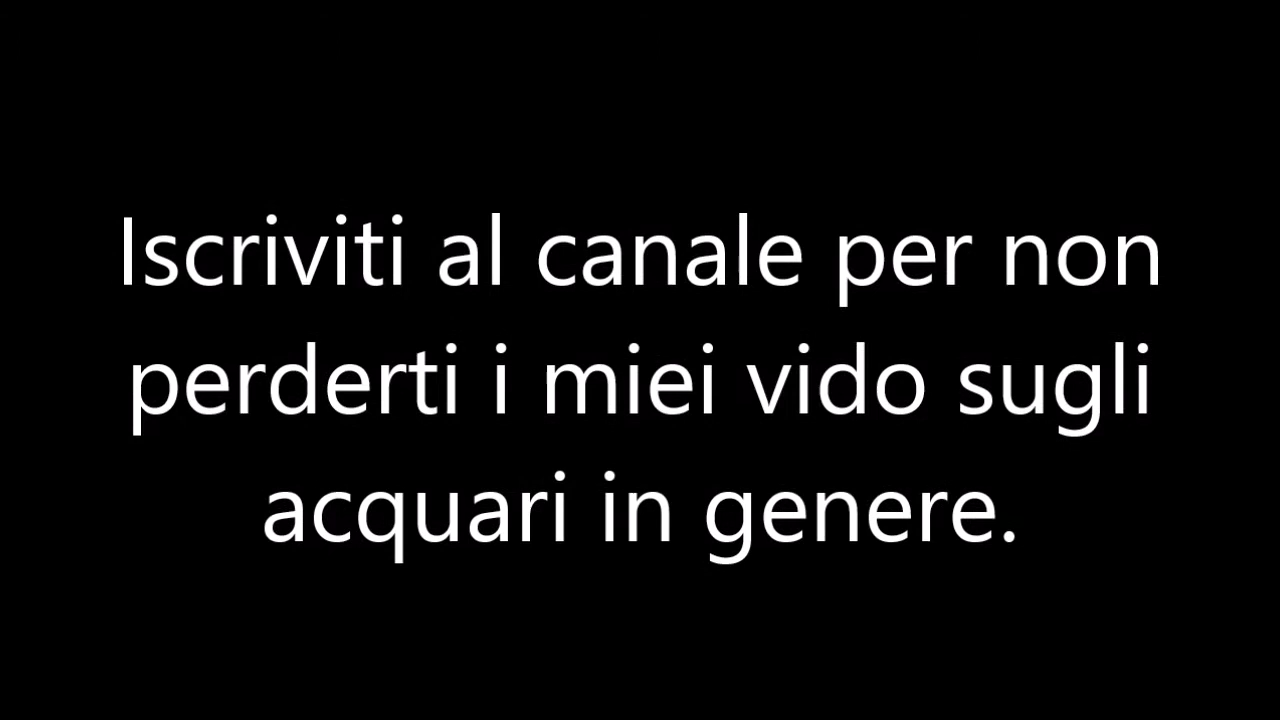 Iscriviti al canale per non
perderti i miei vido sugli
acquari in genere.